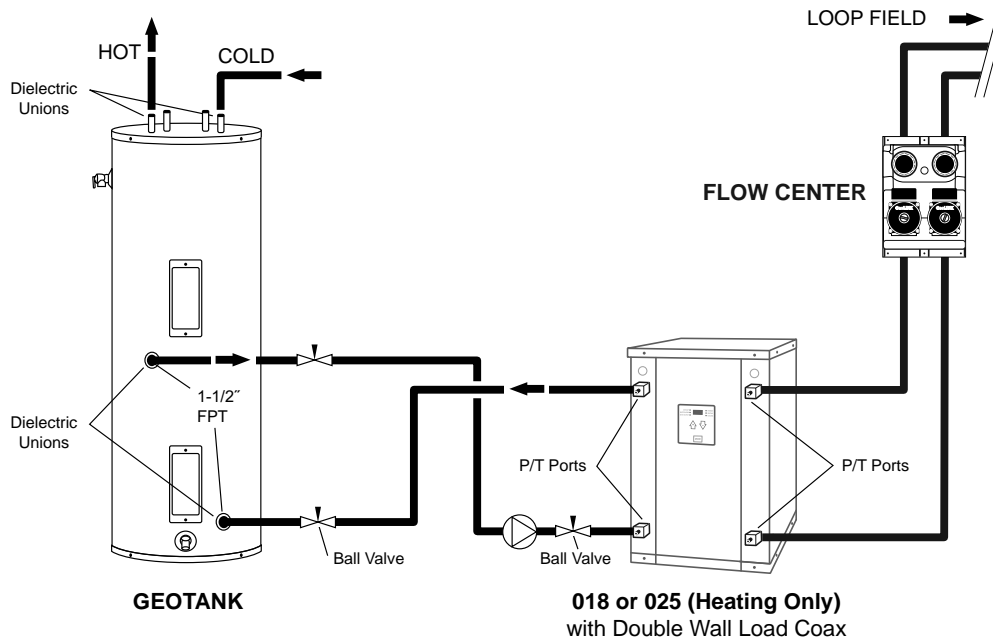 LOOP FIELD
HOT
COLD
Dielectric
Unions
FLOW CENTER
1-1/2˝
FPT
Dielectric
Unions
P/T Ports
P/T Ports
Ball Valve
Ball Valve
GEOTANK
018 or 025 (Heating Only)
with Double Wall Load Coax